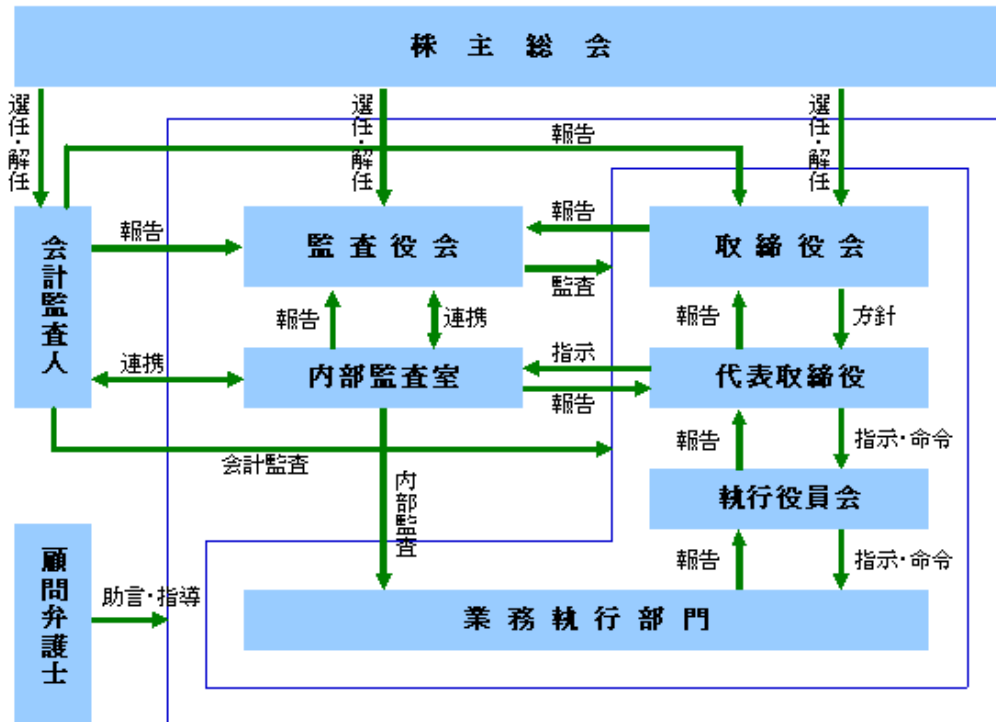 株主総会
選任・解任
選任・解任
選任・解任
報告
会計監査人
報告
監査役会
報告
取締役会
監査
報告
連携
報告
方針
連携
内部監査室
指示
報告
代表取締役
会計監査
報告
指示・命令
内部監査
執行役員会
顧問弁護士
助言・指導
報告
指示・命令
業務執行部門